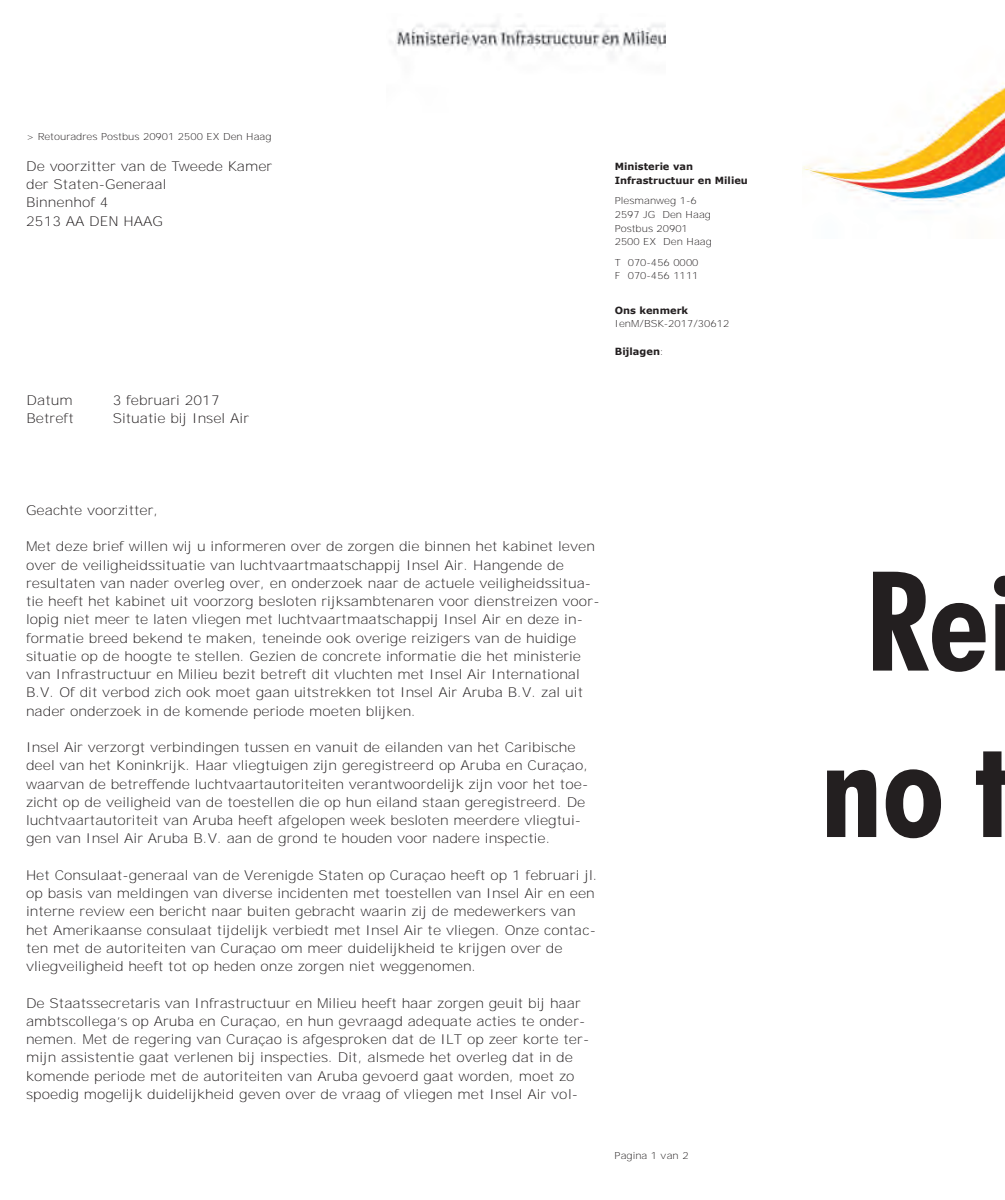 Ministerie van Infrastructuur en Milieu
> Retouradres Postbus 20901 2500 EX Den Haag
De voorzitter van de Tweede Kamer
der Staten-Generaal
Binnenhof 4
2513 AA DEN HAAG
Ministerie van
Infrastructuur en Milieu
Plesmanweg 1-6
2597 JG Den Haag
Postbus 20901
2500 EX Den Haag
T 070-456 0000
F 070-456 1111
Ons kenmerk
IenM/BSK-2017/30612
Bijlagen:
Datum 3 februari 2017
Betreft Situatie bij Insel Air
Geachte voorzitter,
Met deze brief willen wij u informeren over de zorgen die binnen het kabinet leven
over de veiligheidssituatie van luchtvaartmaatschappij Insel Air. Hangende de
resultaten van nader overleg over, en onderzoek naar de actuele veiligheidssitua-
tie heeft het kabinet uit voorzorg besloten rijksambtenaren voor dienstreizen voor-
lopig niet meer te laten vliegen met luchtvaartmaatschappij Insel Air en deze in-
formatie breed bekend te maken, teneinde ook overige reizigers van de huidige
situatie op de hoogte te stellen. Gezien de concrete informatie die het ministerie
van Infrastructuur en Milieu bezit betreft dit vluchten met Insel Air International
B.V. Of dit verbod zich ook moet gaan uitstrekken tot Insel Air Aruba B.V. zal uit
nader onderzoek in de komende periode moeten blijken.
Insel Air verzorgt verbindingen tussen en vanuit de eilanden van het Caribische
deel van het Koninkrijk. Haar vliegtuigen zijn geregistreerd op Aruba en Curaçao,
waarvan de betreffende luchtvaartautoriteiten verantwoordelijk zijn voor het toe-
zicht op de veiligheid van de toestellen die op hun eiland staan geregistreerd. De
luchtvaartautoriteit van Aruba heeft afgelopen week besloten meerdere vliegtui-
gen van Insel Air Aruba B.V. aan de grond te houden voor nadere inspectie.
Het Consulaat-generaal van de Verenigde Staten op Curaçao heeft op 1 februari jl.
op basis van meldingen van diverse incidenten met toestellen van Insel Air en een
interne review een bericht naar buiten gebracht waarin zij de medewerkers van
het Amerikaanse consulaat tijdelijk verbiedt met Insel Air te vliegen. Onze contac-
ten met de autoriteiten van Curaçao om meer duidelijkheid te krijgen over de
vliegveiligheid heeft tot op heden onze zorgen niet weggenomen.
De Staatssecretaris van Infrastructuur en Milieu heeft haar zorgen geuit bij haar
ambtscollega's op Aruba en Curaçao, en hun gevraagd adequate acties te onder-
nemen. Met de regering van Curaçao is afgesproken dat de ILT op zeer korte ter-
mijn assistentie gaat verlenen bij inspecties. Dit, alsmede het overleg dat in de
komende periode met de autoriteiten van Aruba gevoerd gaat worden, moet zo
spoedig mogelijk duidelijkheid geven over de vraag of vliegen met Insel Air vol-
Pagina 1 van 2
Rei
no t